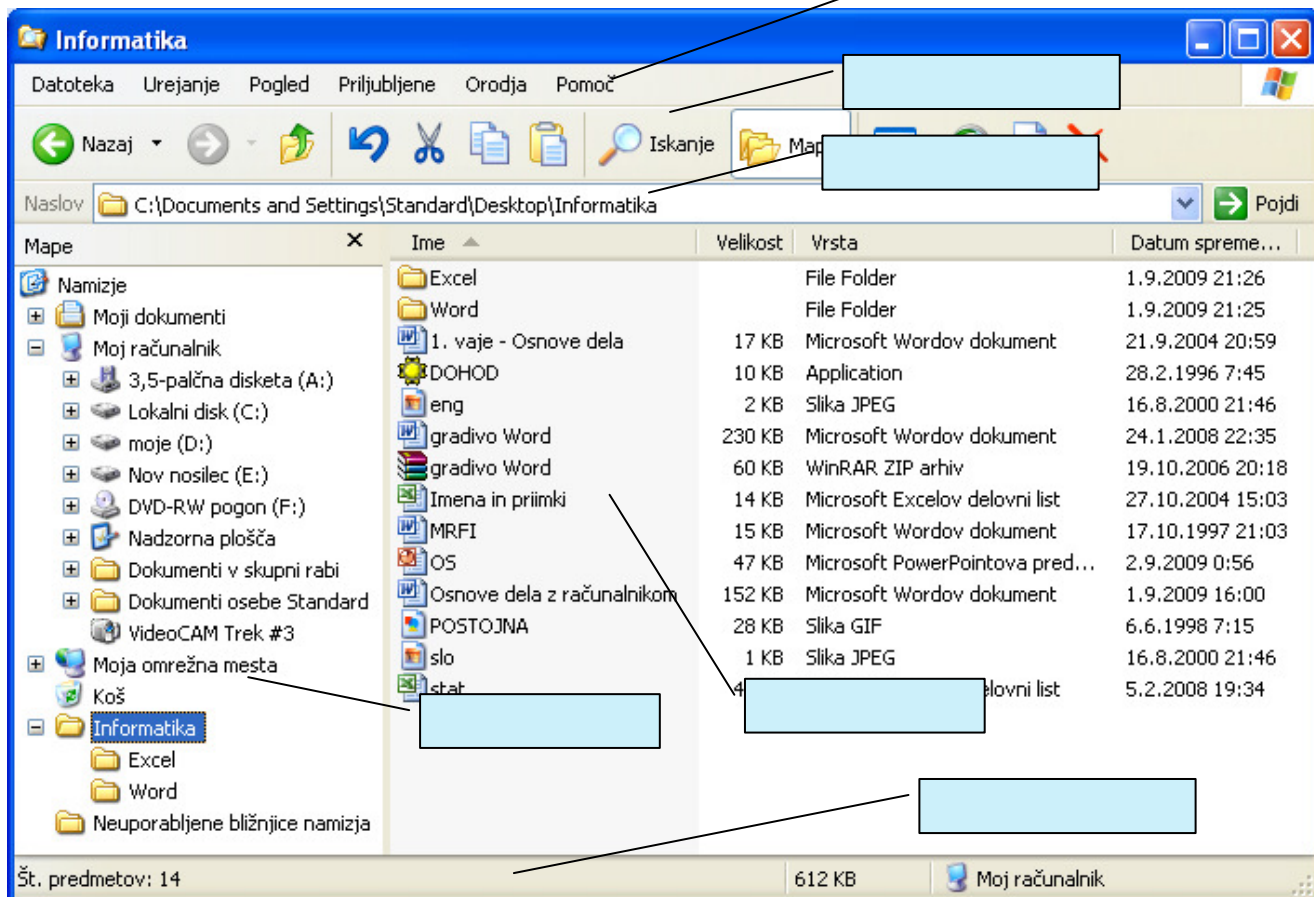 Informatika
Datoteka Urejanje Pogled Priljubljene Orodja Pomoč
Nazaj Iskanje
Naslov C:\Documents and Settings\Standard\Desktop\Informatika Pojdi
Mape Ime Velikost Vrsta Datum spreme...
Namizje
Moji dokumenti
Moj računalnik
3,5-palčna disketa (A:)
Lokalni disk (C:)
moje (D:)
Nov nosilec (E:)
DVD-RW pogon (F:)
Nadzorna plošča
Dokumenti v skupni rabi
Dokumenti osebe Standard
VideoCAM Trek #3
Moja omrežna mesta
Koš
Informatika
Excel
Word
Neuporabljene bližnjice namizja
Excel File Folder 1.9.2009 21:26
Word File Folder 1.9.2009 21:25
1. vaje - Osnove dela 17 KB Microsoft Wordov dokument 21.9.2004 20:59
DOHOD 10 KB Application 28.2.1996 7:45
eng 2 KB Slika JPEG 16.8.2000 21:46
gradivo Word 230 KB Microsoft Wordov dokument 24.1.2008 22:35
gradivo Word 60 KB WinRAR ZIP arhiv 19.10.2006 20:18
Imena in priimki 14 KB Microsoft Excelov delovni list 27.10.2004 15:03
MRFI 15 KB Microsoft Wordov dokument 17.10.1997 21:03
OS 47 KB Microsoft PowerPointova pred... 2.9.2009 0:56
Osnove dela z računalnikom 152 KB Microsoft Wordov dokument 1.9.2009 16:00
POSTOJNA 28 KB Slika GIF 6.6.1998 7:15
slo 1 KB Slika JPEG 16.8.2000 21:46
stat list 5.2.2008 19:34
Št. predmetov: 14 612 KB Moj računalnik